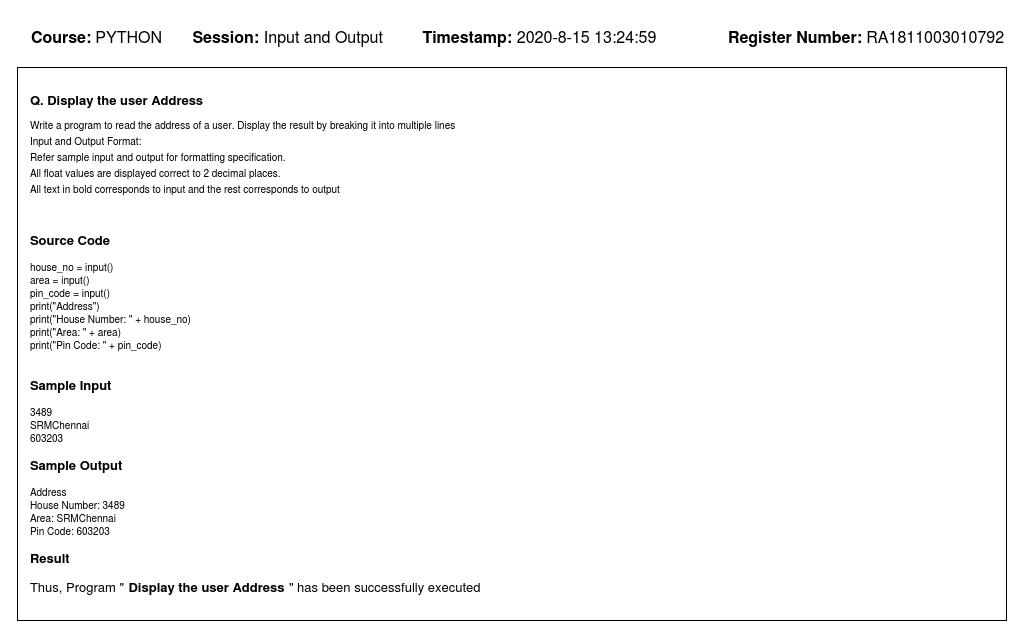 Course: PYTHON Session: Input and Output Timestamp: 2020-8-15 13:24:59 Register Number: RA1811003010792
Q. Display the user Address
Write a program to read the address of a user. Display the result by breaking it into multiple lines
Input and Output Format:
Refer sample input and output for formatting specification.
All float values are displayed correct to 2 decimal places.
All text in bold corresponds to input and the rest corresponds to output
Source Code
house_no = input()
area = input()
pin_code = input()
print("Address")
print("House Number: " + house_no)
print("Area: " + area)
print("Pin Code: " + pin_code)
Sample Input
3489
SRMChennai
603203
Sample Output
Address
House Number: 3489
Area: SRMChennai
Pin Code: 603203
Result
Thus, Program " Display the user Address " has been successfully executed